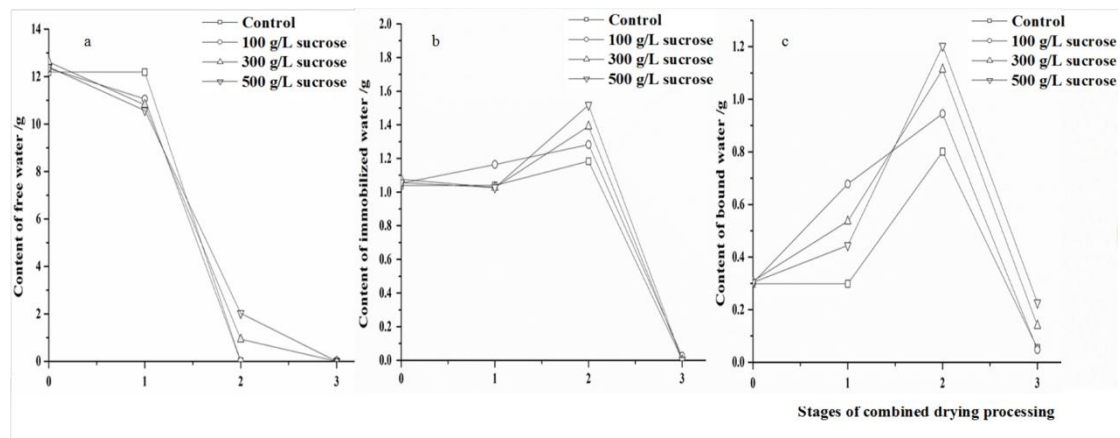 a
Control
100 g/L sucrose
300 g/L sucrose
500 g/L sucrose
Content of free water /g
14
12
10
8
6
4
2
0
0 1 2 3
b
Control
100 g/L sucrose
300 g/L sucrose
500 g/L sucrose
Content of immobilized water /g
2.0
1.8
1.6
1.4
1.2
1.0
0.8
0.6
0.4
0.2
0.0
0 1 2 3
c
Control
100 g/L sucrose
300 g/L sucrose
500 g/L sucrose
Content of bound water /g
1.2
1.0
0.8
0.6
0.4
0.2
0.0
0 1 2 3
Stages of combined drying processing